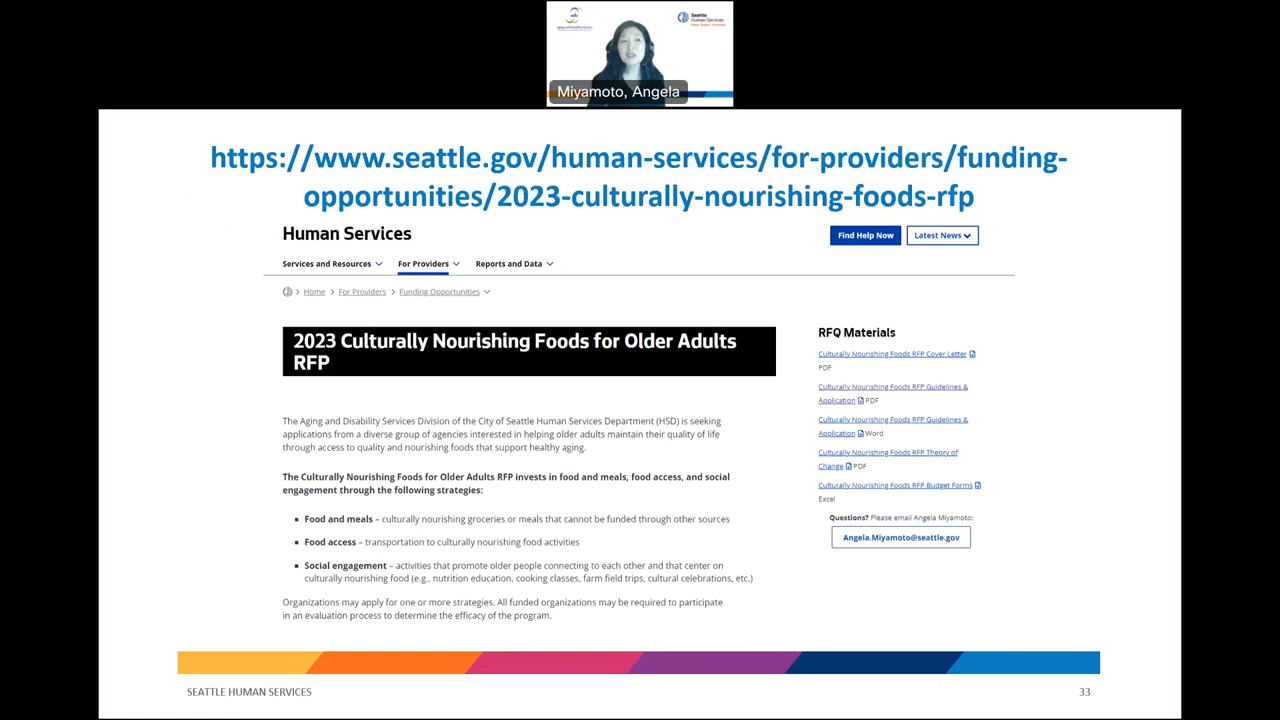 Seattle
Human Services
Aging and Disability Services
Miyamoto, Angela
https://www.seattle.gov/human-services/for-providers/funding-
opportunities/2023-culturally-nourishing-foods-rfp
Human Services
Find Help Now
Latest News
Services and Resources
For Providers
Reports and Data
Home
For Providers
Funding Opportunities
2023 Culturally Nourishing Foods for Older Adults
RFP
The Aging and Disability Services Division of the City of Seattle Human Services Department (HSD) is seeking
applications from a diverse group of agencies interested in helping older adults maintain their quality of life
through access to quality and nourishing foods that support healthy aging.
The Culturally Nourishing Foods for Older Adults RFP invests in food and meals, food access, and social
engagement through the following strategies:
Food and meals – culturally nourishing groceries or meals that cannot be funded through other sources
Food access – transportation to culturally nourishing food activities
Social engagement – activities that promote older people connecting to each other and that center on
culturally nourishing food (e.g., nutrition education, cooking classes, farm field trips, cultural celebrations, etc.)
Organizations may apply for one or more strategies. All funded organizations may be required to participate
in an evaluation process to determine the efficacy of the program.
RFQ Materials
Culturally Nourishing Foods RFP Cover Letter
PDF
Culturally Nourishing Foods RFP Guidelines &
Application PDF
Culturally Nourishing Foods RFP Guidelines &
Application Word
Culturally Nourishing Foods RFP Theory of
Change PDF
Culturally Nourishing Foods RFP Budget Forms
Excel
Questions? Please email Angela Miyamoto:
Angela.Miyamoto@seattle.gov
SEATTLE HUMAN SERVICES
33